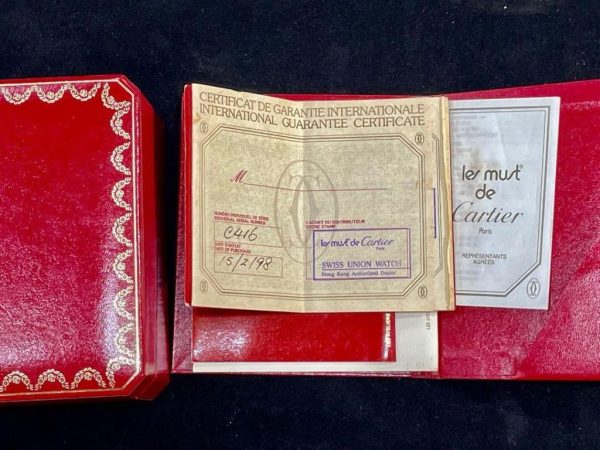 CERTIFICAT DE GARANTIE INTERNATIONALE
INTERNATIONAL GUARANTEE CERTIFICATE
M
NUMÉRO INDIVIDUEL DE SÉRIE
INDIVIDUAL SERIAL NUMBER
C416
DATE D'ACHAT
DATE OF PURCHASE
15/2/98
CACHET DU DISTRIBUTEUR
STORE STAMP
les must de Cartier
Paris
SWISS UNION WATCH
Hong Kong Authorized Dealer
les must
de
Cartier
Paris
REPRÉSENTANTS
AGRÉÉS